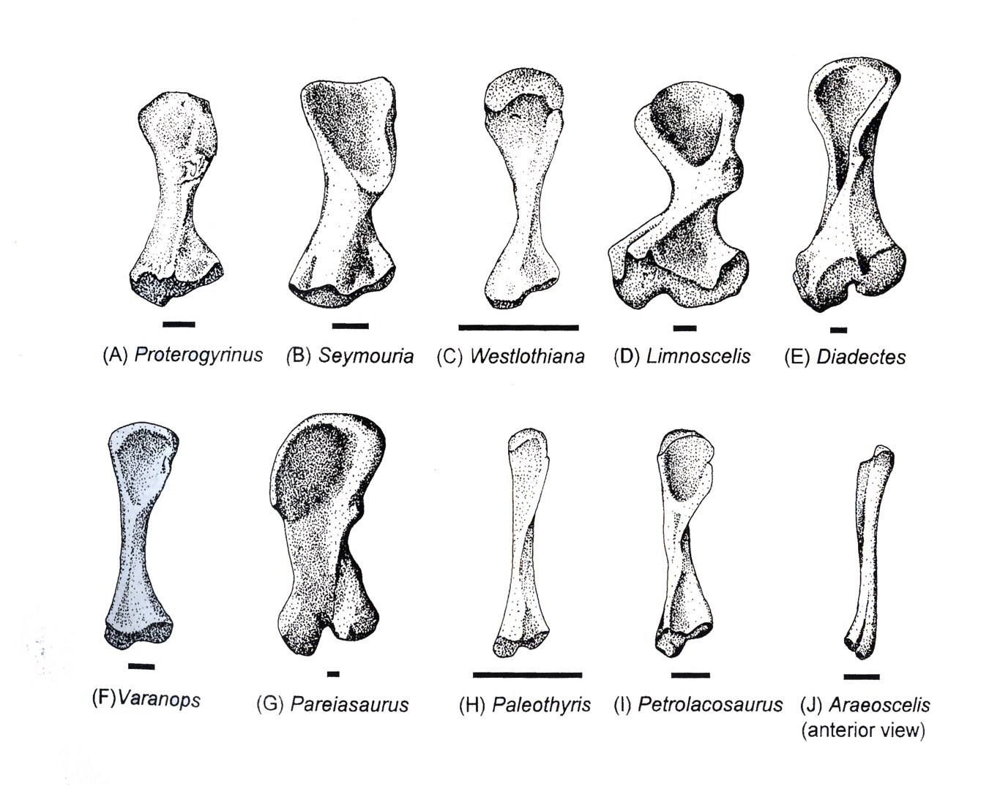 (A) Proterogyrinus (B) Seymouria (C) Westlothiana (D) Limnoscelis (E) Diadectes
(F)Varanops (G) Pareiasaurus (H) Paleothyris (I) Petrolacosaurus (J) Araeoscelis
(anterior view)